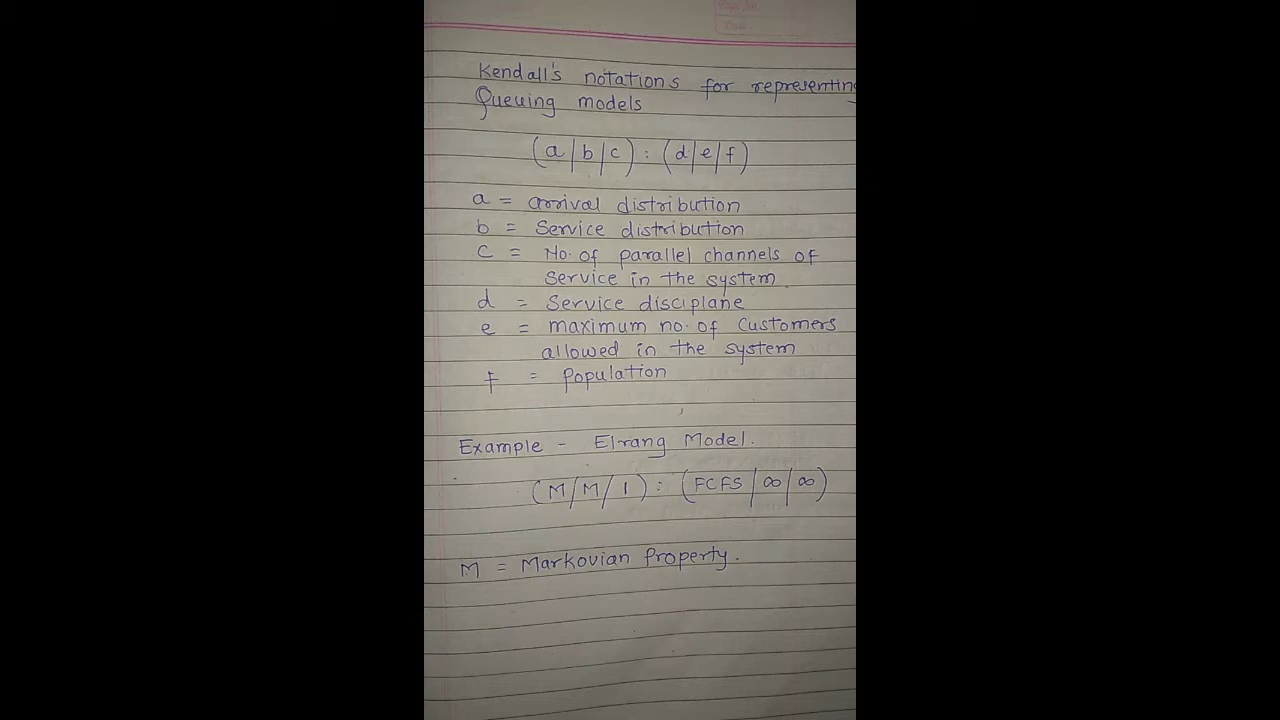 Kendall's notations for representing
Queuing models
(a/b/c) : (d/e/f)
a = arrival distribution
b = Service distribution
c = No. of parallel channels of
Service in the system
d = Service disciplane
e = maximum no. of customers
allowed in the system
f = population
Example - Elrang Model.
(M/M/1) : (FCFS/∞/∞)
M = Markovian Property.